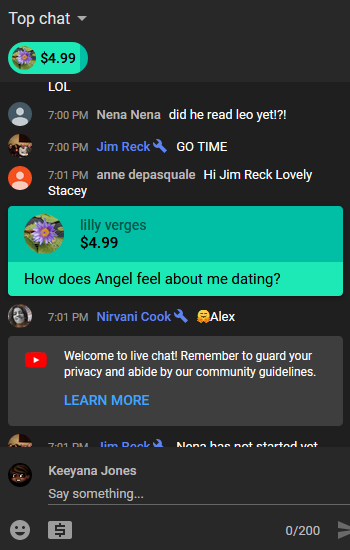 Top chat
$4.99
LOL
7:00 PM Nena Nena did he read leo yet!?!
7:00 PM Jim Reck GO TIME
7:01 PM anne depasquale Hi Jim Reck Lovely
Stacey
lilly verges
$4.99
How does Angel feel about me dating?
7:01 PM Nirvani Cook 🤗Alex
Welcome to live chat! Remember to guard your
privacy and abide by our community guidelines.
LEARN MORE
7:01 PM Jim Reck Nena has not started yet
Keeyana Jones
Say something...
0/200